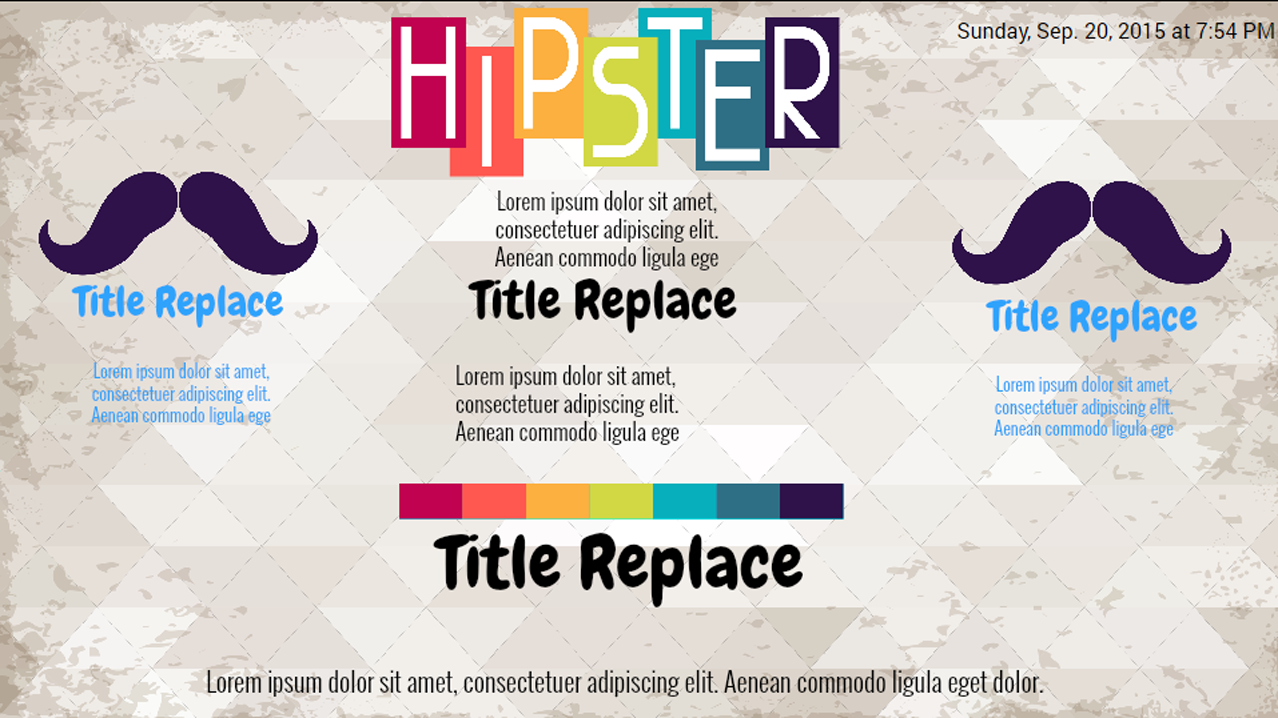 HIPSTER
Sunday, Sep. 20, 2015 at 7:54 PM
Lorem ipsum dolor sit amet,
consectetuer adipiscing elit.
Aenean commodo ligula ege
Title Replace
Title Replace
Title Replace
Lorem ipsum dolor sit amet,
consectetuer adipiscing elit.
Aenean commodo ligula ege
Lorem ipsum dolor sit amet,
consectetuer adipiscing elit.
Aenean commodo ligula ege
Lorem ipsum dolor sit amet,
consectetuer adipiscing elit.
Aenean commodo ligula ege
Title Replace
Lorem ipsum dolor sit amet, consectetuer adipiscing elit. Aenean commodo ligula eget dolor.